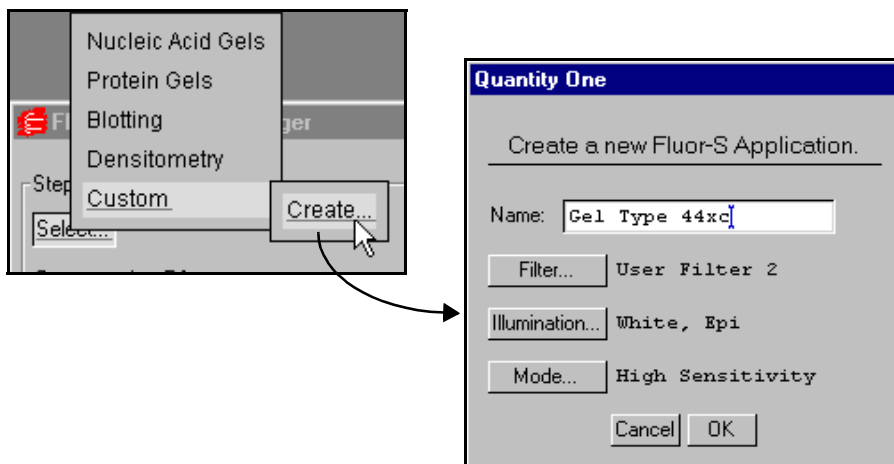 Nucleic Acid Gels
Protein Gels
Blotting
Densitometry
Custom
Create...
Step
Select...
Quantity One
Create a new Fluor-S Application.
Name: Gel Type 44xc
Filter... User Filter 2
Illumination... White, Epi
Mode... High Sensitivity
Cancel OK